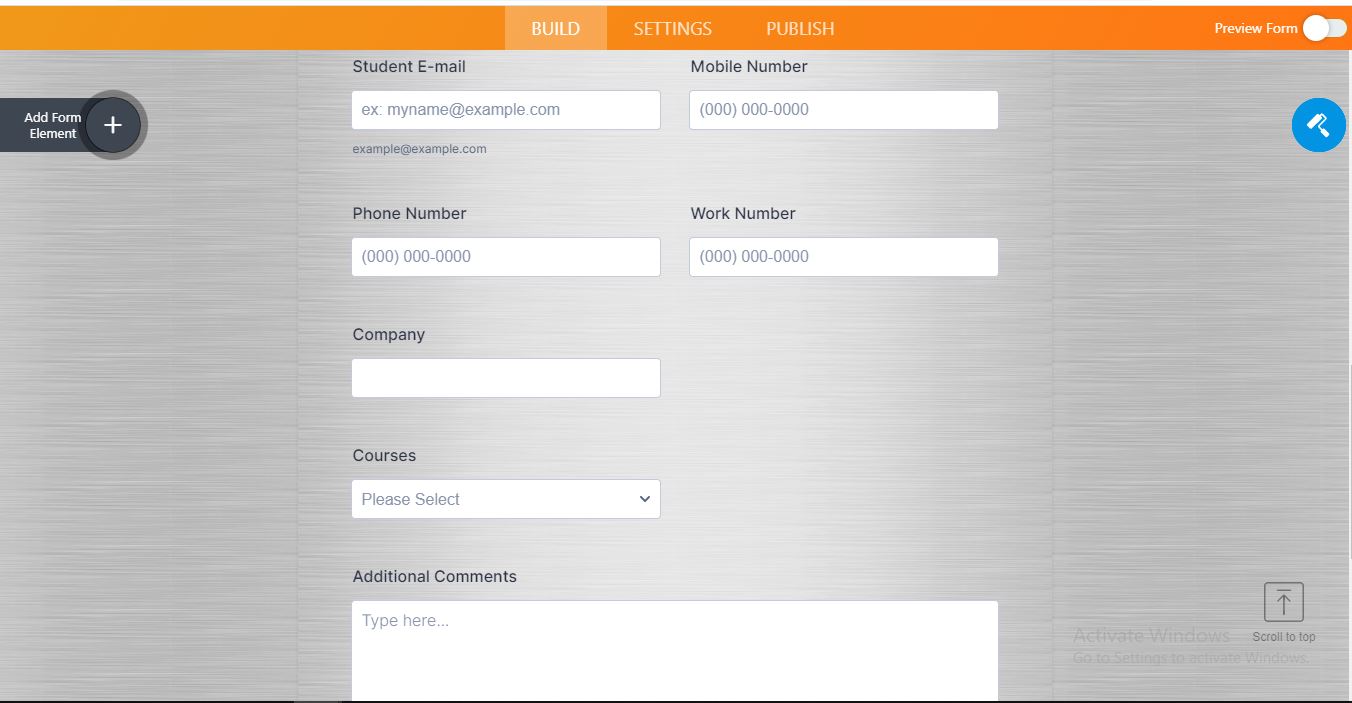 BUILD
SETTINGS
PUBLISH
Preview Form
Student E-mail
Mobile Number
ex: myname@example.com
(000) 000-0000
Add Form
Element
example@example.com
Phone Number
Work Number
(000) 000-0000
(000) 000-0000
Company
Courses
Please Select
Additional Comments
Type here...
Activate Windows
Scroll to top
Go to Settings to activate Windows.